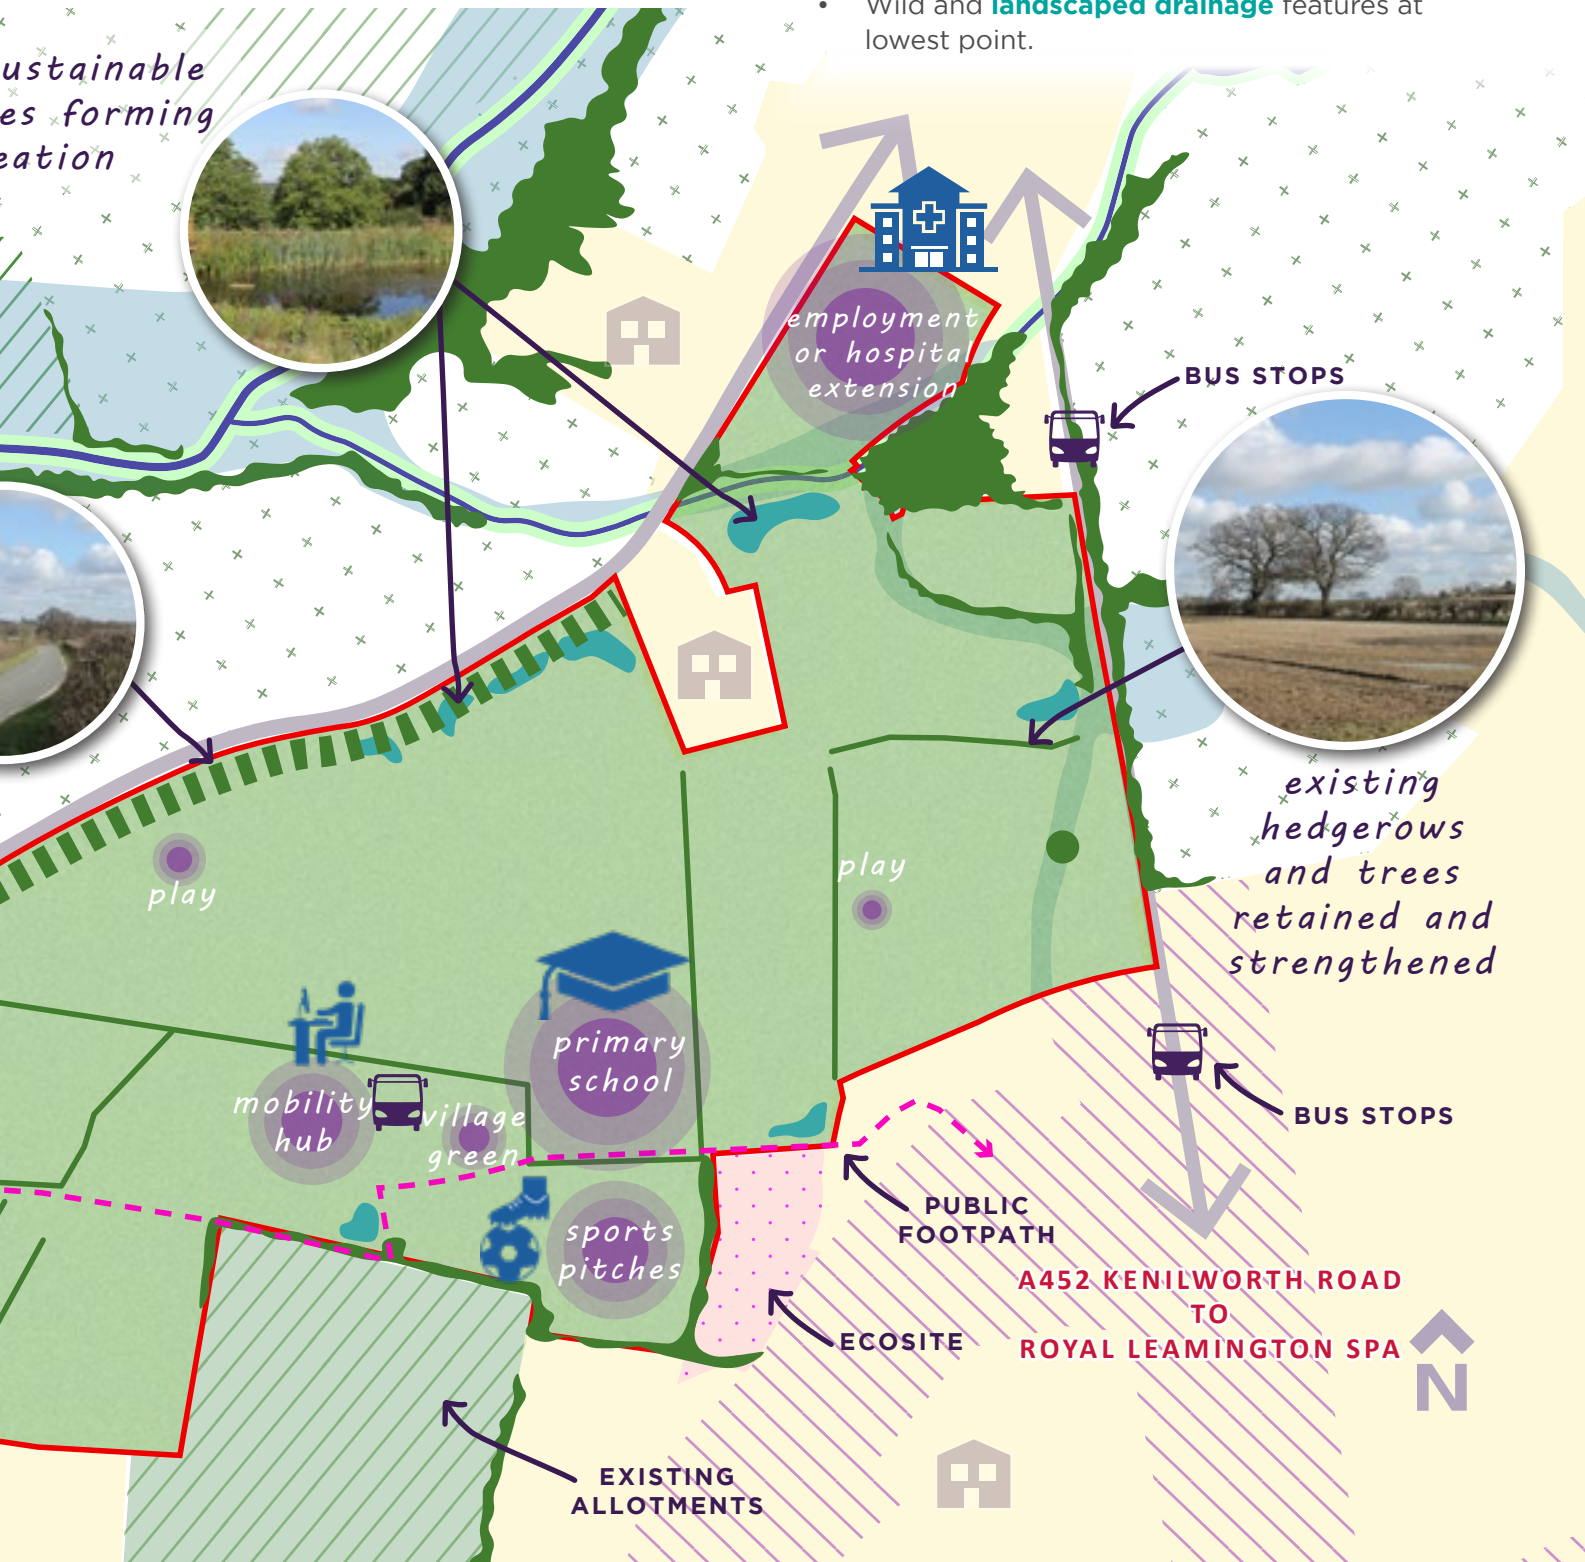 • Wild and landscaped drainage features at
lowest point.
ustainable
es forming
eation
employment
or hospital
extension
BUS STOPS
existing
hedgerows
and trees
retained and
strengthened
play
play
primary
school
mobility
hub
village
green
BUS STOPS
sports
pitches
PUBLIC
FOOTPATH
A452 KENILWORTH ROAD
TO
ROYAL LEAMINGTON SPA
ECOSITE
N
EXISTING
ALLOTMENTS